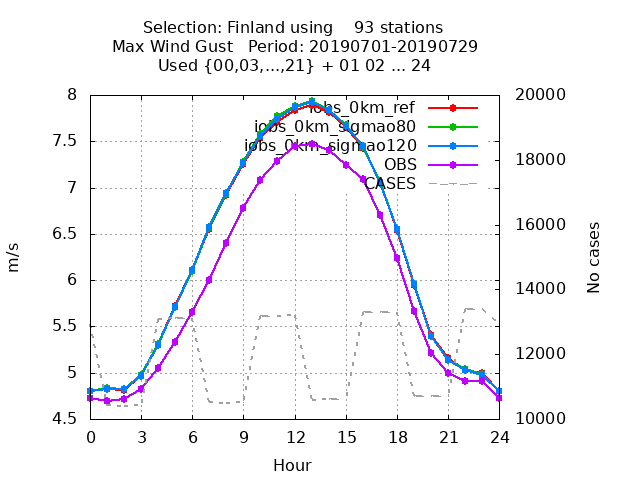 Selection: Finland using 93 stations
Max Wind Gust Period: 20190701-20190729
Used {00,03,...,21} + 01 02 ... 24
8
7.5
7
6.5
6
5.5
5
4.5
m/s
20000
18000
16000
14000
12000
10000
No cases
iobs_0km_ref
iobs_0km_sigmao80
iobs_0km_sigmao120
OBS
CASES
0 3 6 9 12 15 18 21 24
Hour